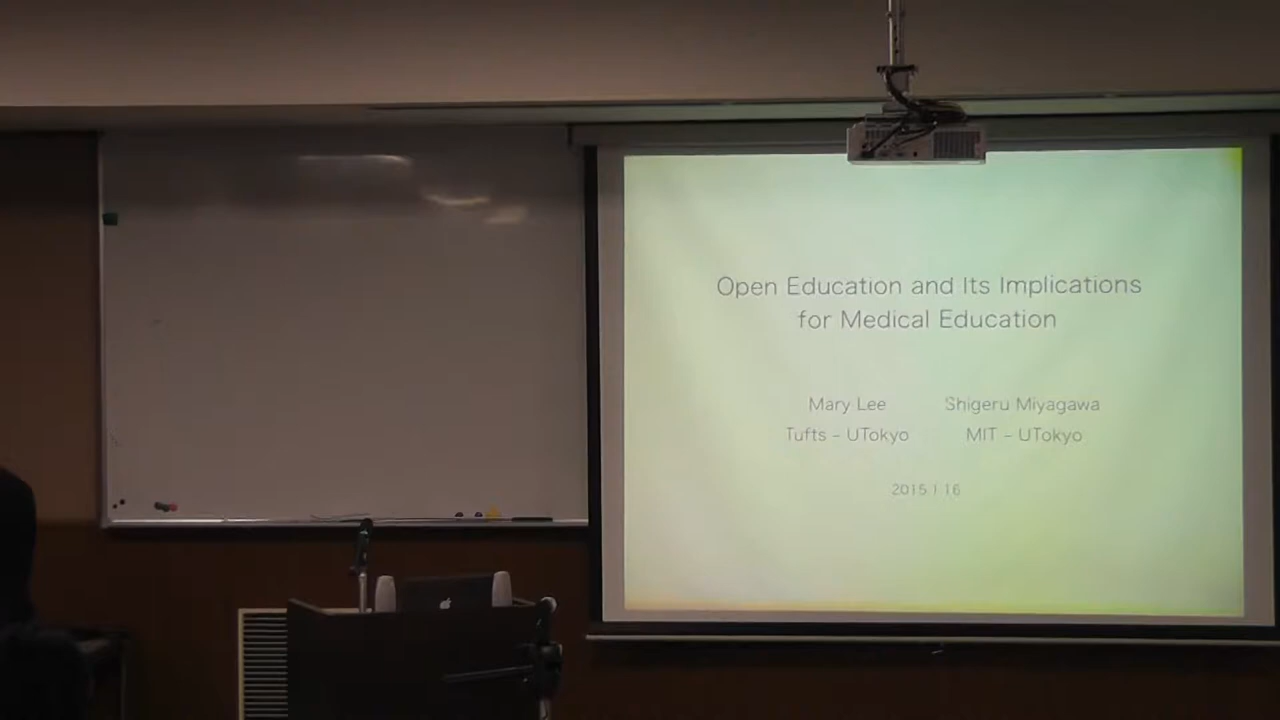 Open Education and Its Implications
for Medical Education
Mary Lee
Shigeru Miyagawa
Tufts – UTokyo
MIT – UTokyo
2015.1.16